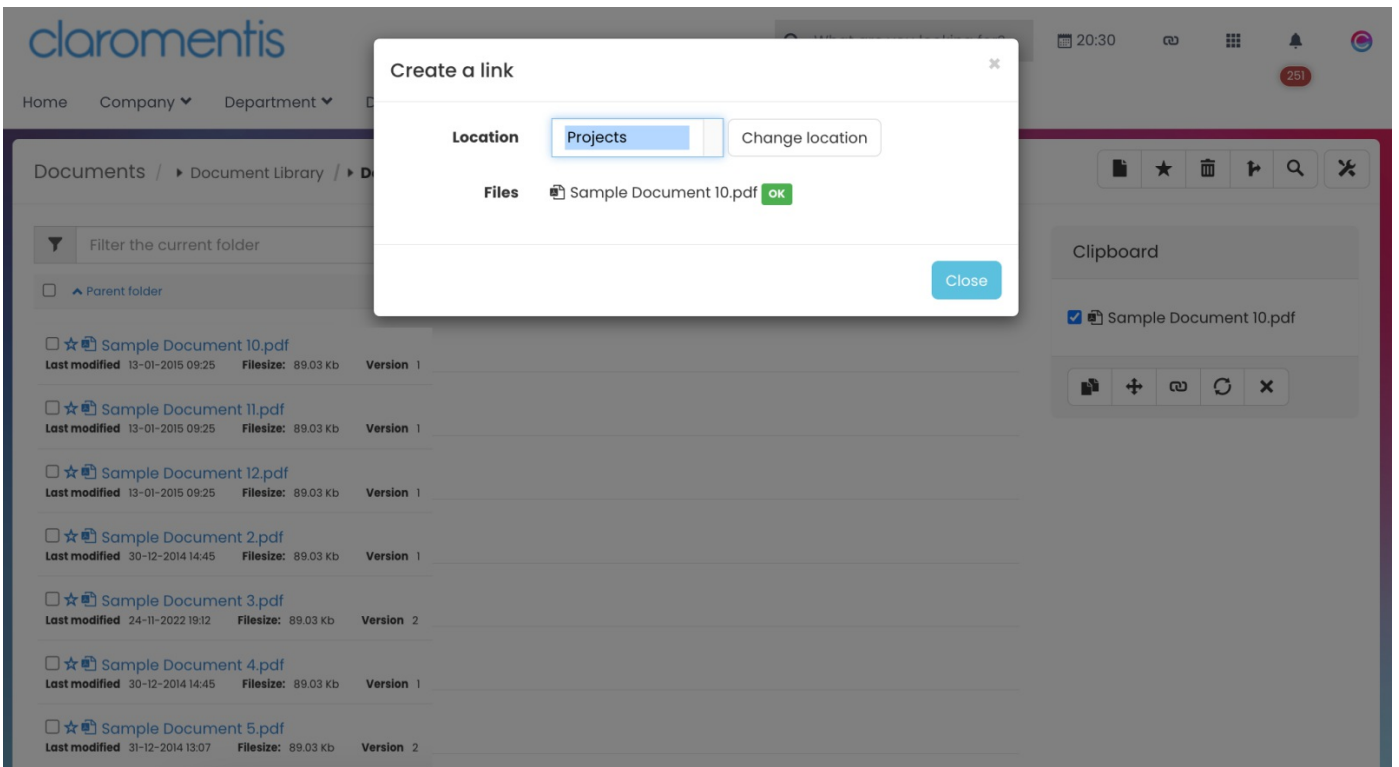 claromentis
What are you looking for?
20:30
251
Home Company Department D
Create a link
×
Location Projects Change location
Files Sample Document 10.pdf OK
Close
Documents / Document Library /
Filter the current folder
Parent folder
Sample Document 10.pdf
Last modified 13-01-2015 09:25 Filesize: 89.03 Kb Version 1
Sample Document 11.pdf
Last modified 13-01-2015 09:25 Filesize: 89.03 Kb Version 1
Sample Document 12.pdf
Last modified 13-01-2015 09:25 Filesize: 89.03 Kb Version 1
Sample Document 2.pdf
Last modified 30-12-2014 14:45 Filesize: 89.03 Kb Version 1
Sample Document 3.pdf
Last modified 24-11-2022 19:12 Filesize: 89.03 Kb Version 2
Sample Document 4.pdf
Last modified 30-12-2014 14:45 Filesize: 89.03 Kb Version 1
Sample Document 5.pdf
Last modified 31-12-2014 13:07 Filesize: 89.03 Kb Version 2
Clipboard
Sample Document 10.pdf